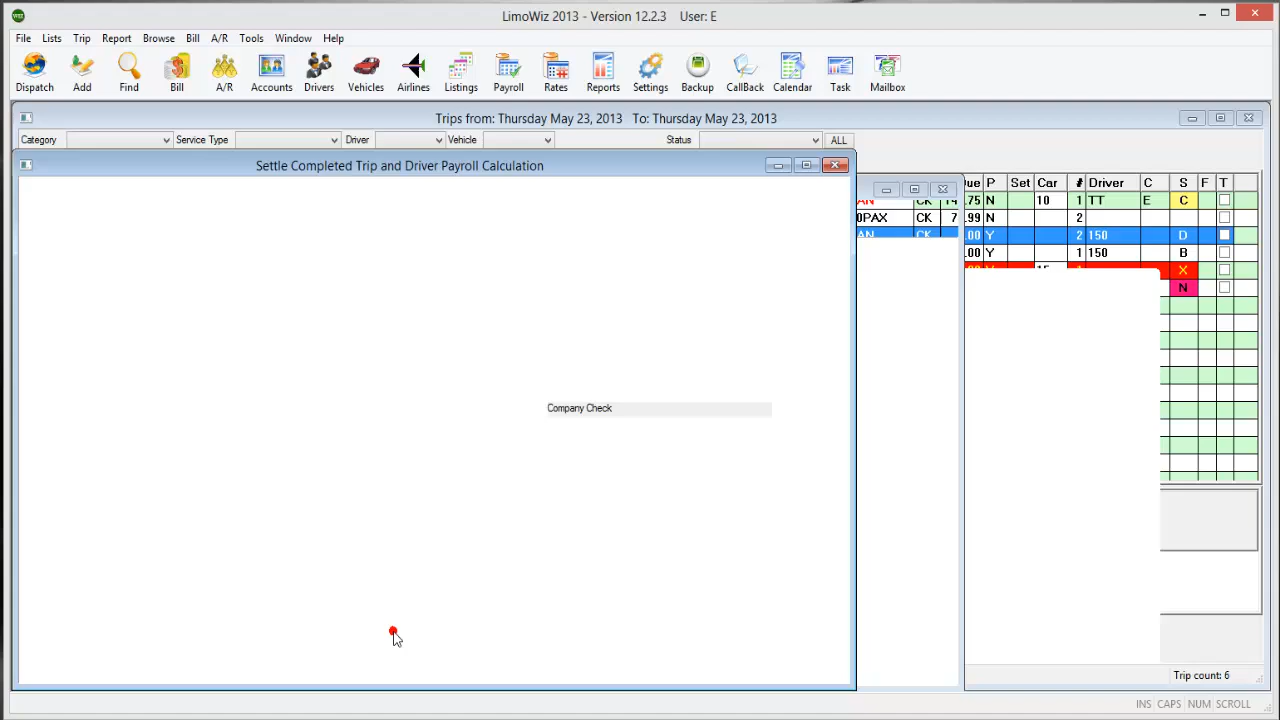 LimoWiz 2013 - Version 12.2.3 User: E
File Lists Trip Report Browse Bill A/R Tools Window Help
Dispatch Add Find Bill A/R Accounts Drivers Vehicles Airlines Listings Payroll Rates Reports Settings Backup CallBack Calendar Task Mailbox
Trips from: Thursday May 23, 2013 To: Thursday May 23, 2013
Category Service Type Driver Vehicle Status ALL
Settle Completed Trip and Driver Payroll Calculation
ue P Set Car # Driver C S F T
AN CK 14 .75 N 10 1 TT E C
0PAX CK 7 .99 N 2
AN CK .00 Y 2 150 D
.00 Y 1 150 B
X
N
Company Check
Trip count: 6
INS CAPS NUM SCROLL